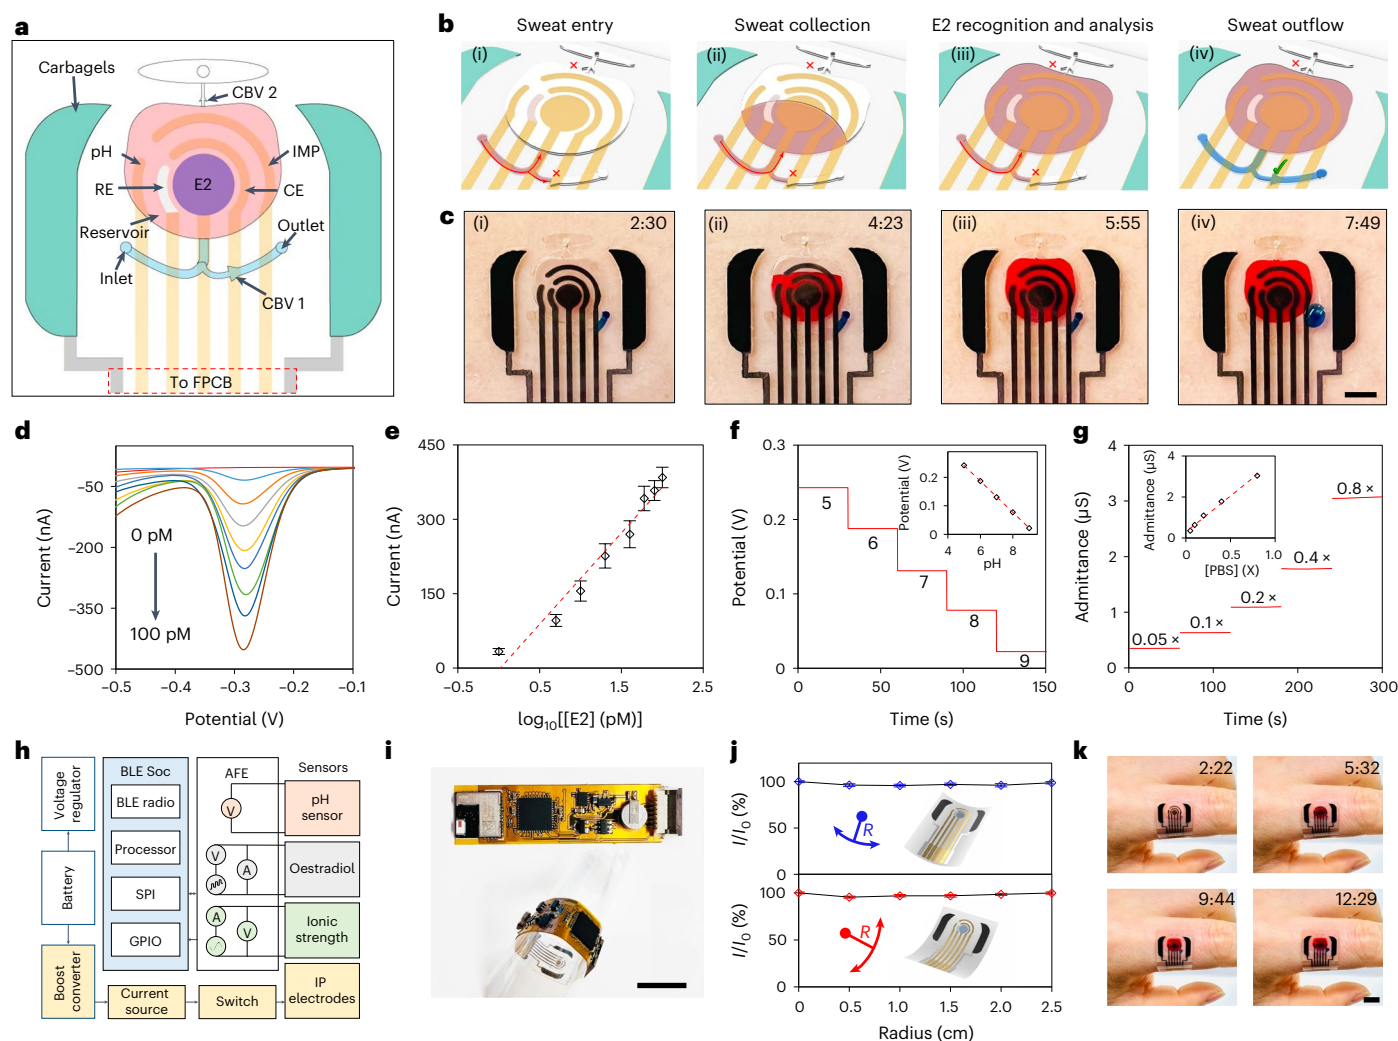 a
Carbagels
CBV 2
pH
IMP
RE
E2
CE
Reservoir
Outlet
Inlet
CBV 1
To FPCB
b
Sweat entry
Sweat collection
E2 recognition and analysis
Sweat outflow
(i)
(ii)
(iii)
(iv)
c
(i) 2:30
(ii) 4:23
(iii) 5:55
(iv) 7:49
d
Current (nA)
−50
−200
−350
−500
0 pM
100 pM
−0.5 −0.4 −0.3 −0.2 −0.1
Potential (V)
e
Current (nA)
450
300
150
0
−0.5 0.5 1.5 2.5
log10[[E2] (pM)]
f
Potential (V)
0.3
0.2
0.1
0
5
6
7
8
9
Potential (V)
0.2
0.1
0
4 6 8
pH
0 50 100 150
Time (s)
g
Admittance (µS)
4
3
2
1
0
0.05 ×
0.1 ×
0.2 ×
0.4 ×
0.8 ×
Admittance (µS)
4
2
0
0 0.5 1.0
[PBS] (X)
0 100 200 300
Time (s)
h
Voltage regulator
Battery
Boost converter
BLE Soc
BLE radio
Processor
SPI
GPIO
Current source
AFE
V
V
A
A
V
Switch
Sensors
pH sensor
Oestradiol
Ionic strength
IP electrodes
i
j
I/I0 (%)
100
50
0
R
I/I0 (%)
100
50
0
R
0 0.5 1.0 1.5 2.0 2.5
Radius (cm)
k
2:22
5:32
9:44
12:29